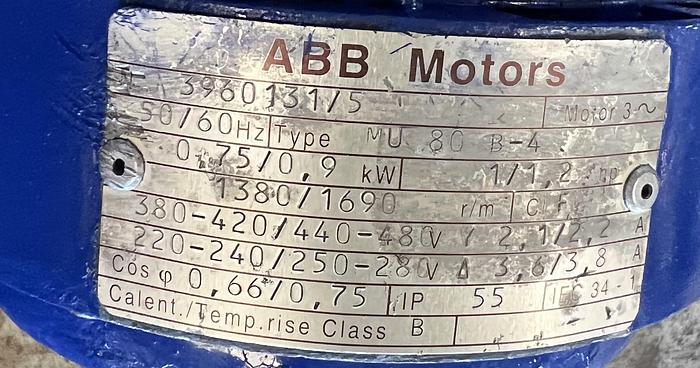 ABB Motors
3960131/5 Motor 3~
50/60Hz Type MU 80 B-4
0,75/0,9 kW 1/1,2 hp
1380/1690 r/m Cl.F
380-420/440-480V Y 2,1/2,2 A
220-240/250-280V Δ 3,6/3,8 A
Cos φ 0,66/0,75 IP 55 IEC 34-1
Calent./Temp.rise Class B